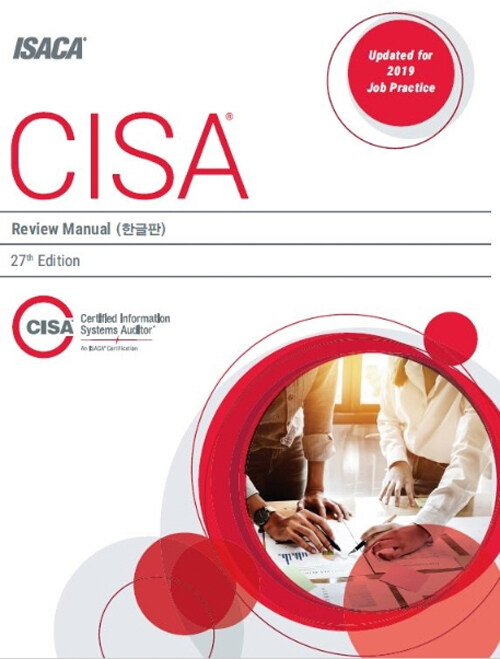 ISACA®
Updated for
2019
Job Practice
CISA®
Review Manual (한글판)
27th Edition
CISA
Certified Information
Systems Auditor®
An ISACA® Certification